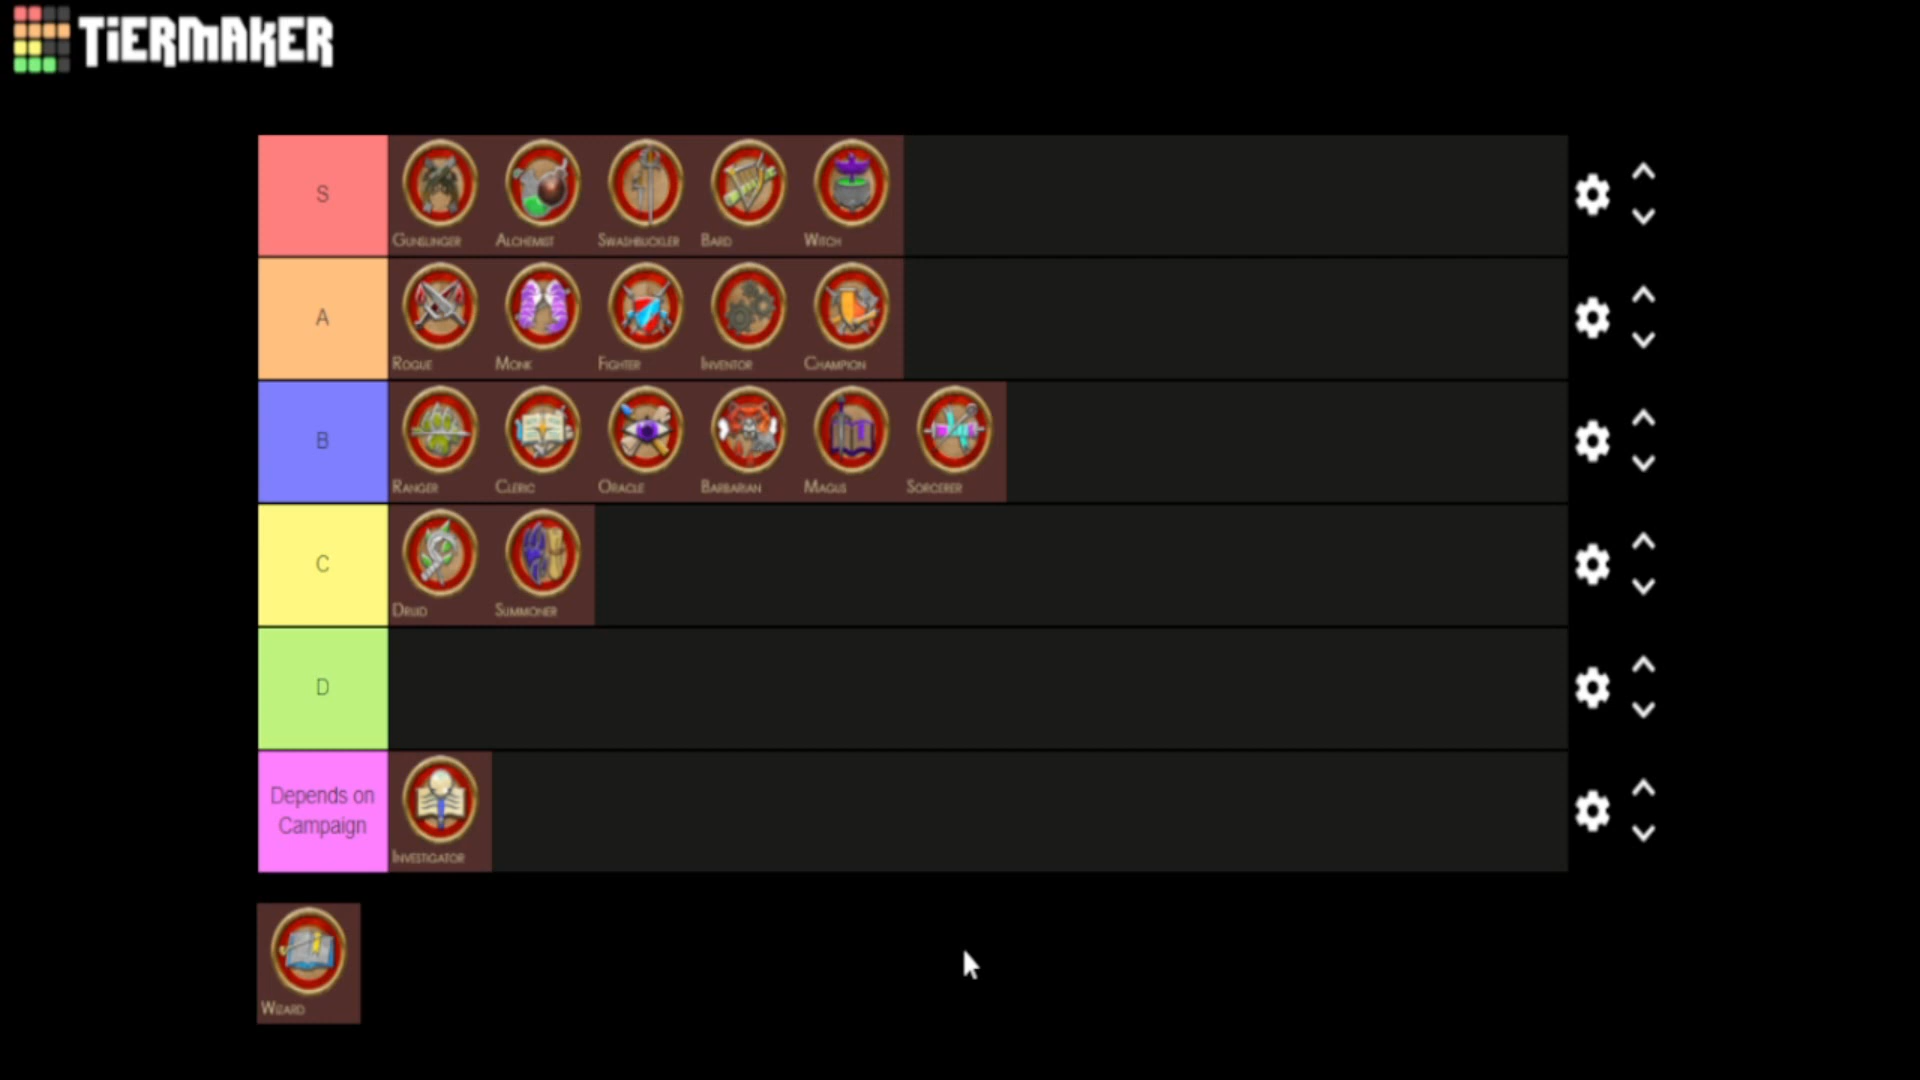 TiERMAKER
S
GUNSLINGER ALCHEMIST SWASHBUCKLER BARD WITCH
A
ROGUE MONK FIGHTER INVENTOR CHAMPION
B
RANGER CLERIC ORACLE BARBARIAN MAGUS SORCERER
C
DRUID SUMMONER
D
Depends on
Campaign
INVESTIGATOR
WIZARD